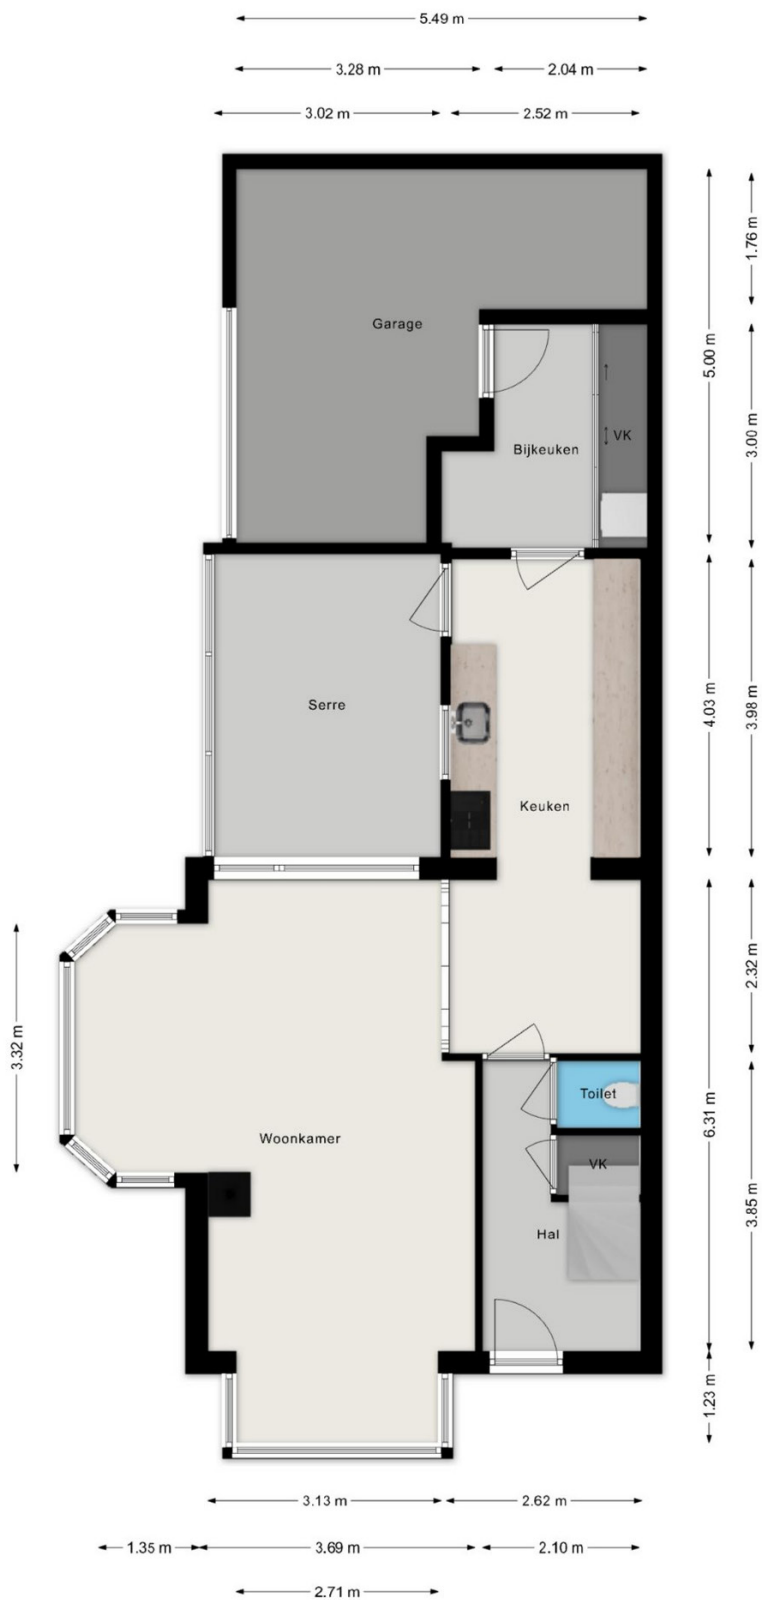 5.49 m
3.28 m
2.04 m
3.02 m
2.52 m
1.76 m
Garage
5.00 m
3.00 m
VK
Bijkeuken
Serre
4.03 m
3.98 m
Keuken
2.32 m
3.32 m
Toilet
6.31 m
Woonkamer
VK
3.85 m
Hal
1.23 m
3.13 m
2.62 m
1.35 m
3.69 m
2.10 m
2.71 m